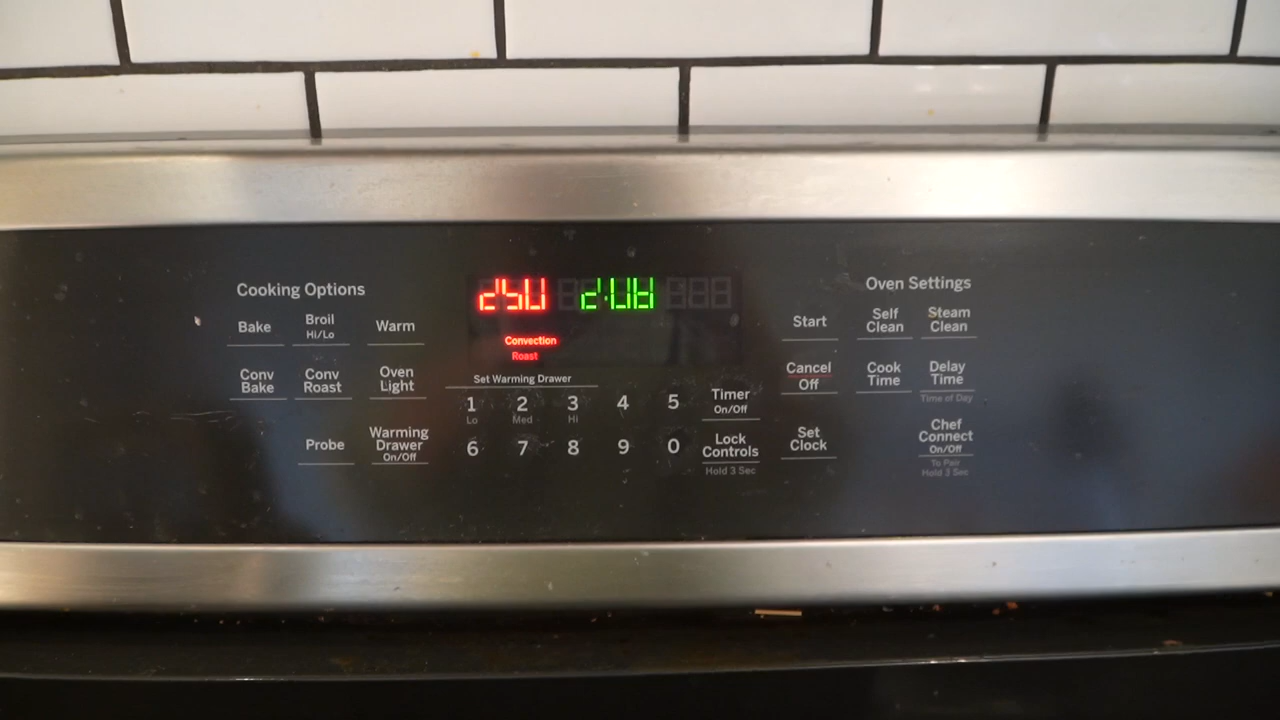 Cooking Options
Bake
Broil
Hi/Lo
Warm
Conv
Bake
Conv
Roast
Oven
Light
Probe
Warming
Drawer
On/Off
Convection
Roast
Set Warming Drawer
1 2 3 4 5
Lo Med Hi
6 7 8 9 0
Timer
On/Off
Lock
Controls
Hold 3 Sec
Start
Cancel
Off
Set
Clock
Oven Settings
Self
Clean
Steam
Clean
Cook
Time
Delay
Time
Time of Day
Chef
Connect
On/Off
To Pair
Hold 3 Sec